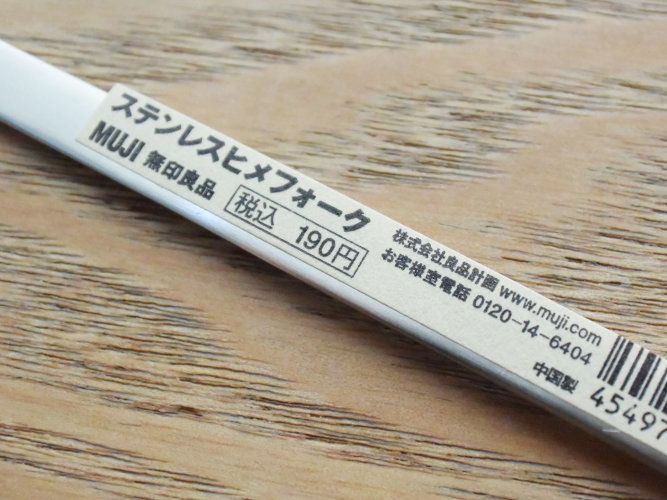 ステンレスヒメフォーク
MUJI 無印良品
税込 190円
株式会社良品計画 www.muji.com
お客様室電話 0120-14-6404
中国製
45497